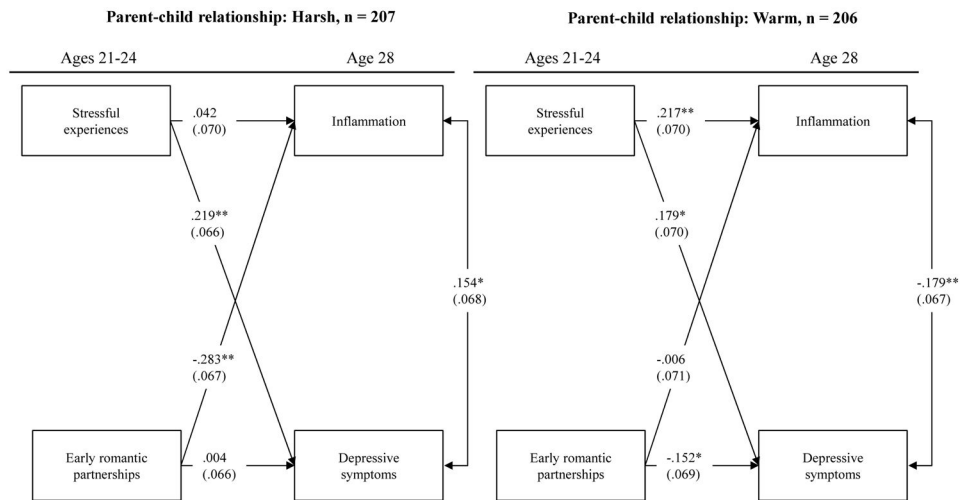 Parent-child relationship: Harsh, n = 207
Ages 21-24
Age 28
Stressful
experiences
.042
(.070)
Inflammation
.219**
(.066)
.154*
(.068)
-.283**
(.067)
Early romantic
partnerships
.004
(.066)
Depressive
symptoms
Parent-child relationship: Warm, n = 206
Ages 21-24
Age 28
Stressful
experiences
.217**
(.070)
Inflammation
.179*
(.070)
-.179**
(.067)
-.006
(.071)
Early romantic
partnerships
-.152*
(.069)
Depressive
symptoms